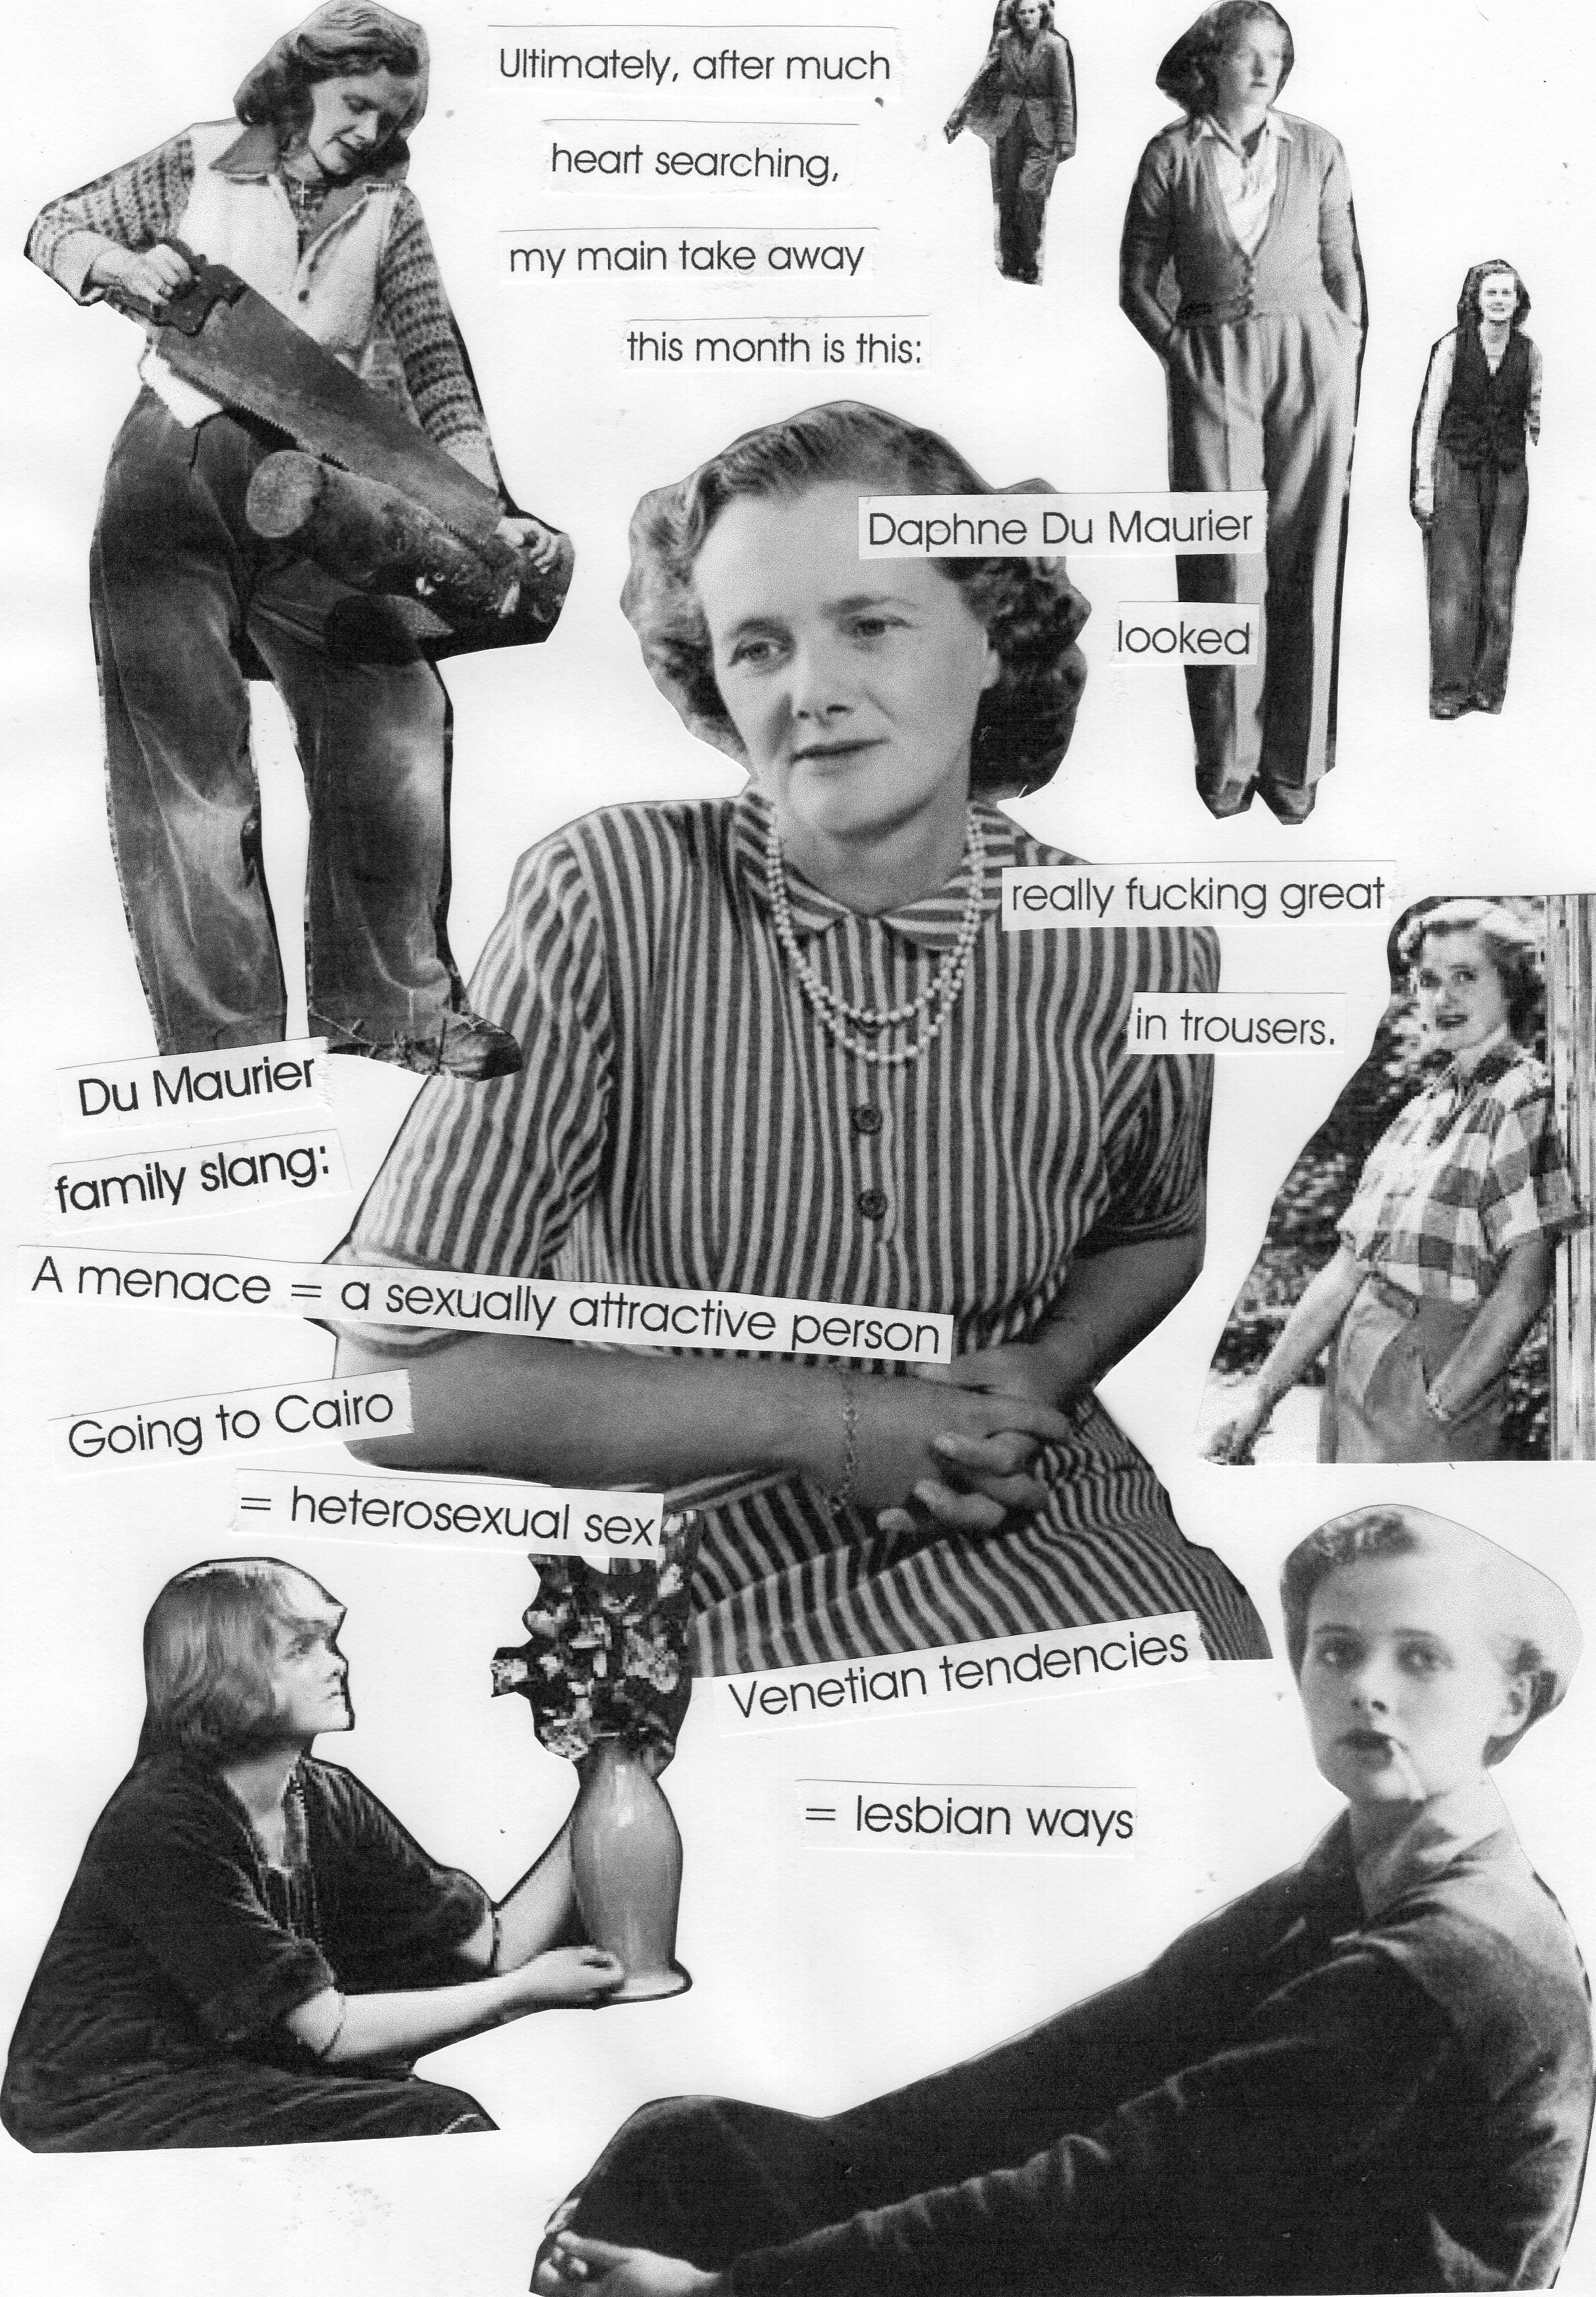 Ultimately, after much
heart searching,
my main take away
this month is this:
Daphne Du Maurier
looked
really fucking great
in trousers.
Du Maurier
family slang:
A menace = a sexually attractive person
Going to Cairo
= heterosexual sex
Venetian tendencies
= lesbian ways